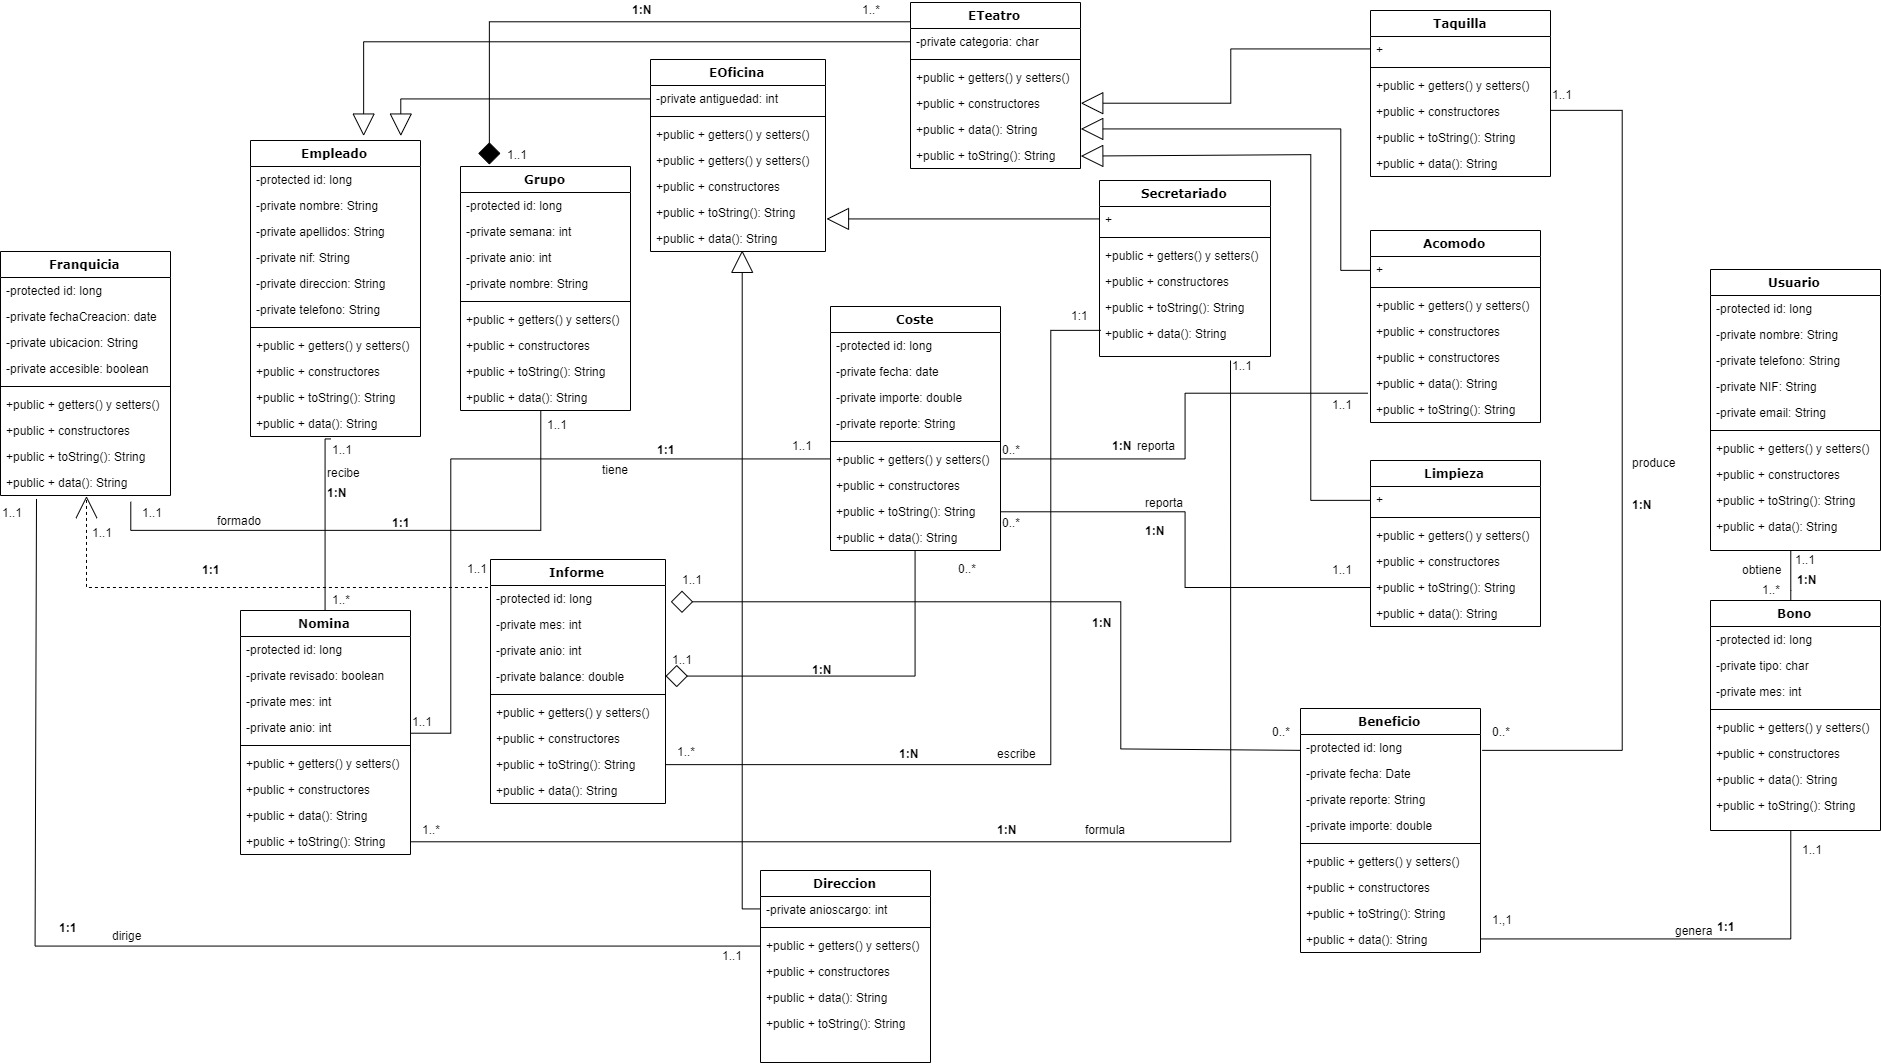 1:N
1..*
ETeatro
-private categoria: char
+public + getters() y setters()
+public + constructores
+public + data(): String
+public + toString(): String
Taquilla
+
+public + getters() y setters()
+public + constructores
+public + toString(): String
+public + data(): String
1..1
EOficina
-private antiguedad: int
+public + getters() y setters()
+public + getters() y setters()
+public + constructores
+public + toString(): String
+public + data(): String
Empleado
-protected id: long
-private nombre: String
-private apellidos: String
-private nif: String
-private direccion: String
-private telefono: String
+public + getters() y setters()
+public + constructores
+public + toString(): String
+public + data(): String
1..1
Grupo
-protected id: long
-private semana: int
-private anio: int
-private nombre: String
+public + getters() y setters()
+public + constructores
+public + toString(): String
+public + data(): String
1..1
Secretariado
+
+public + getters() y setters()
+public + constructores
+public + toString(): String
+public + data(): String
1:1
1..1
Acomodo
+
+public + getters() y setters()
+public + constructores
+public + constructores
+public + data(): String
+public + toString(): String
Franquicia
-protected id: long
-private fechaCreacion: date
-private ubicacion: String
-private accesible: boolean
+public + getters() y setters()
+public + constructores
+public + toString(): String
+public + data(): String
Coste
-protected id: long
-private fecha: date
-private importe: double
-private reporte: String
+public + getters() y setters()
+public + constructores
+public + toString(): String
+public + data(): String
Usuario
-protected id: long
-private nombre: String
-private telefono: String
-private NIF: String
-private email: String
+public + getters() y setters()
+public + constructores
+public + toString(): String
+public + data(): String
1..1
recibe
1:N
1:1
tiene
1..1
0..*
1:N reporta
1..1
Limpieza
+
+public + getters() y setters()
+public + constructores
+public + toString(): String
+public + data(): String
produce
1:N
reporta
0..*
1:N
1..1
1..1
1..1
1..1
formado
1:1
1:1
1..1
1..*
0..*
1..1
obtiene
1:N
1..*
Informe
-protected id: long
-private mes: int
-private anio: int
-private balance: double
+public + getters() y setters()
+public + constructores
+public + toString(): String
+public + data(): String
1..1
1:N
1..1
1:N
Nomina
-protected id: long
-private revisado: boolean
-private mes: int
-private anio: int
+public + getters() y setters()
+public + constructores
+public + data(): String
+public + toString(): String
1..1
Bono
-protected id: long
-private tipo: char
-private mes: int
+public + getters() y setters()
+public + constructores
+public + data(): String
+public + toString(): String
1..*
1:N
escribe
0..*
0..*
Beneficio
-protected id: long
-private fecha: Date
-private reporte: String
-private importe: double
+public + getters() y setters()
+public + constructores
+public + toString(): String
+public + data(): String
1..*
1:N
formula
1..1
1.,1
genera 1:1
Direccion
-private anioscargo: int
+public + getters() y setters()
+public + constructores
+public + data(): String
+public + toString(): String
1:1
dirige
1..1